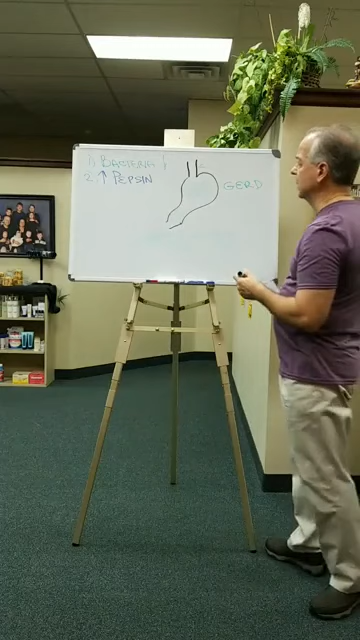 1) BACTERIA
2. ↑ PEPSIN
GERD